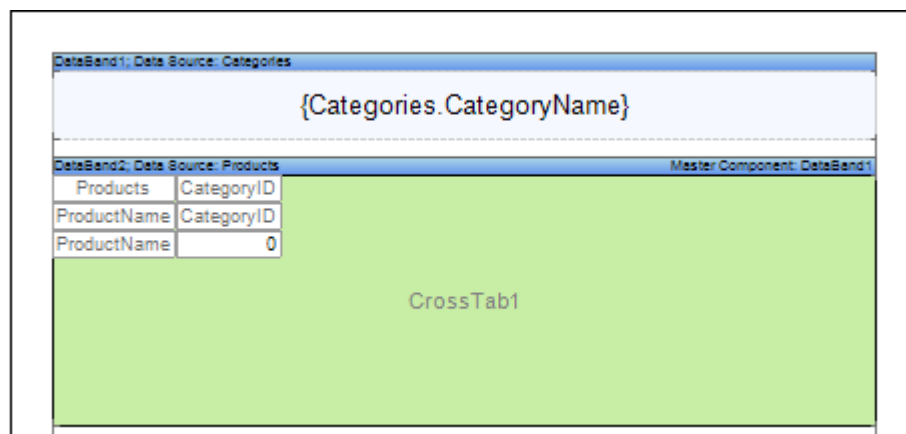 DataBand1; Data Source: Categories
{Categories.CategoryName}
DataBand2; Data Source: Products Master Component: DataBand1
Products CategoryID
ProductName CategoryID
ProductName 0
CrossTab1